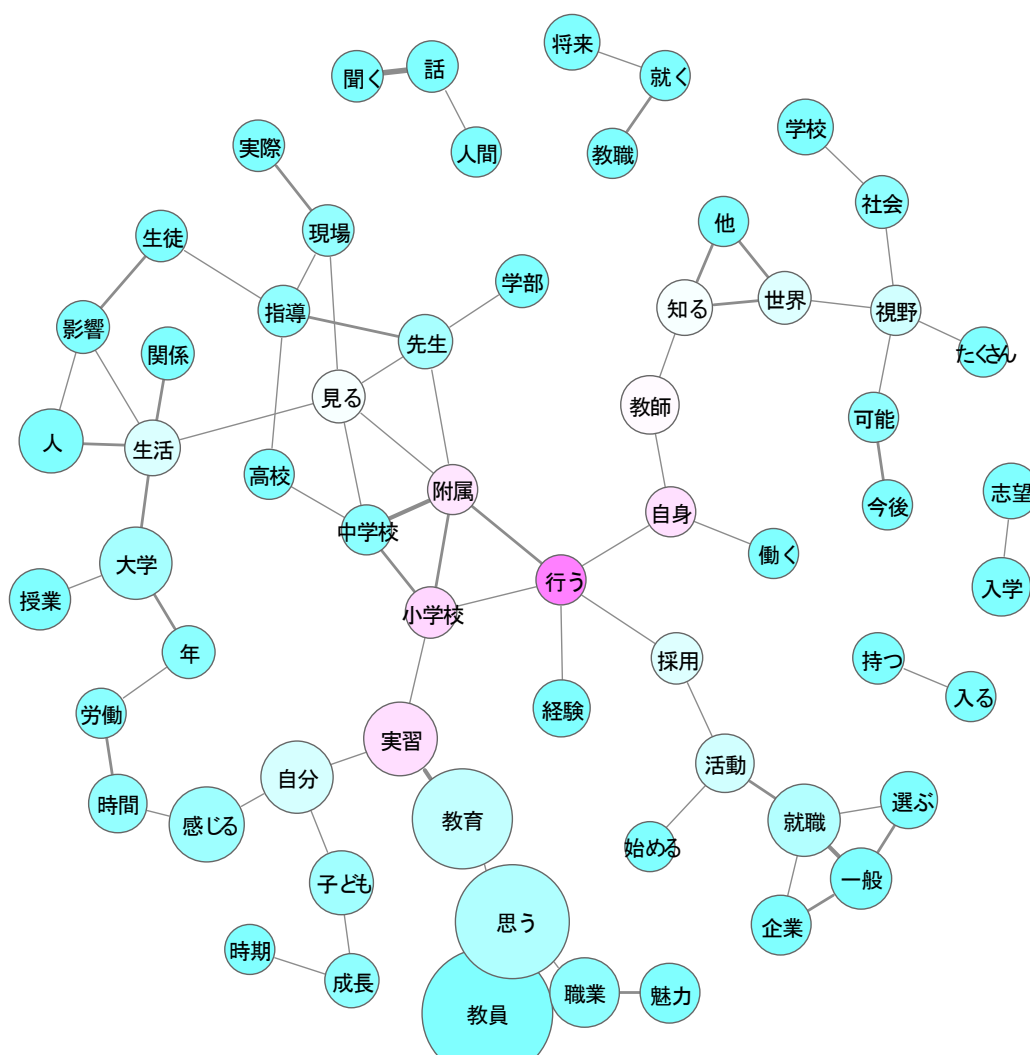 将来
話
聞く
就く
学校
実際
人間
教職
社会
他
現場
生徒
学部
世界
知る
指導
視野
影響
先生
関係
たくさん
見る
教師
可能
人
生活
高校
附属
志望
今後
自身
中学校
働く
大学
行う
入学
授業
小学校
年
採用
持つ
入る
経験
労働
実習
活動
自分
選ぶ
時間
教育
就職
感じる
始める
一般
子ども
思う
企業
時期
成長
職業
魅力
教員